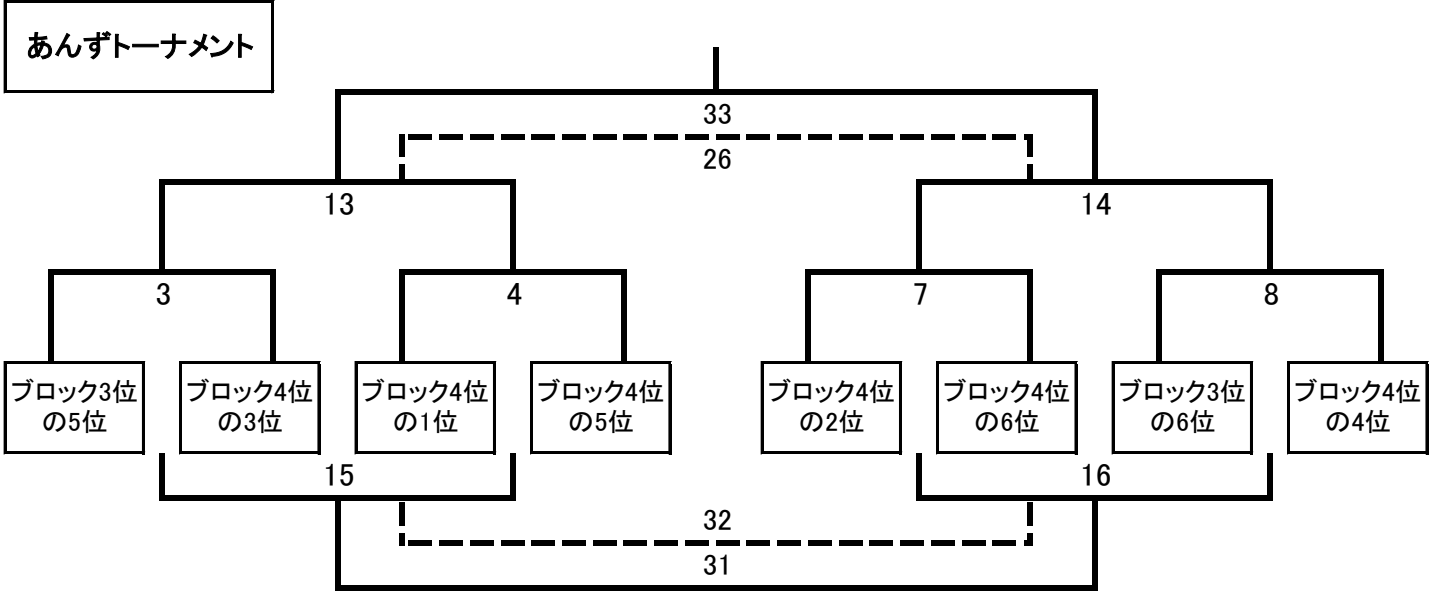 あんずトーナメント
33
26
13
14
3
4
7
8
ブロック3位
の5位
ブロック4位
の3位
ブロック4位
の1位
ブロック4位
の5位
ブロック4位
の2位
ブロック4位
の6位
ブロック3位
の6位
ブロック4位
の4位
15
16
32
31